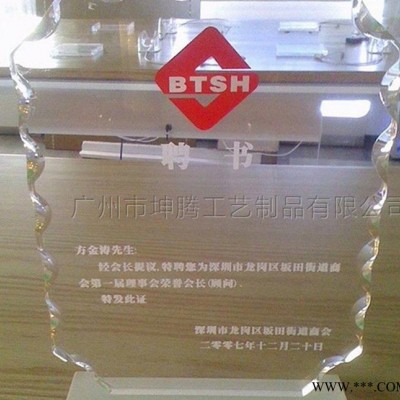 BTSH
聘 书
广州市坤腾工艺制品有限公司
方金涛先生:
经会长提议,特聘您为深圳市龙岗区坂田街道商
会第一届理事会荣誉会长(顾问),
特发此证
深圳市龙岗区坂田街道商会
二零零七年十二月二十日
www.***.COM